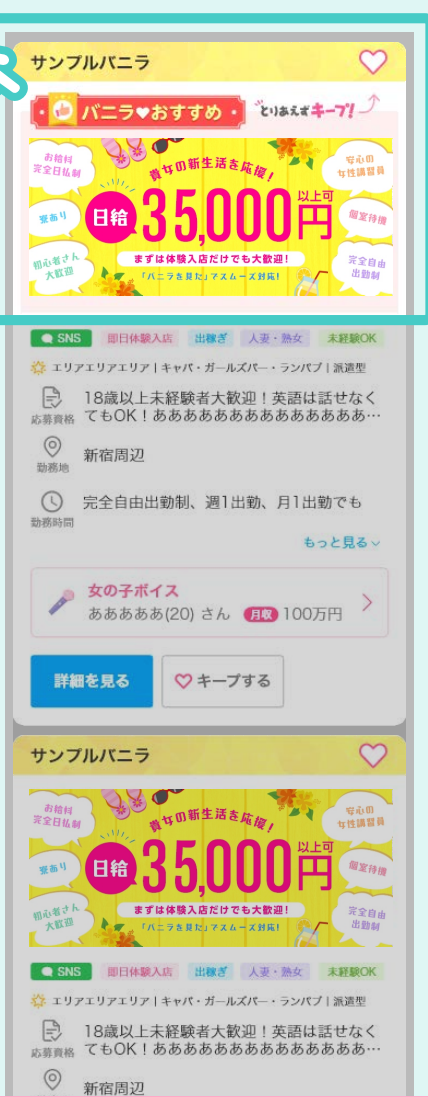 サンプルバニラ
バニラ♥おすすめ
とりあえずキープ!
お給料
完全日払制
貴女の新生活を応援!
安心の
女性講習員
寮あり
日給35,000円以上可
個室待機
まずは体験入店だけでも大歓迎!
初心者さん
大歓迎
「バニラを見た」でスムーズ対応!
完全自由
出勤制
SNS 即日体験入店 出稼ぎ 人妻・熟女 未経験OK
エリアエリアエリア | キャバ・ガールズバー・ランパブ | 派遣型
応募資格
18歳以上未経験者大歓迎!英語は話せなく
てもOK!ああああああああああああああ…
勤務地
新宿周辺
勤務時間
完全自由出勤制、週1出勤、月1出勤でも
もっと見る
女の子ボイス
あああああ(20) さん 月収 100万円
詳細を見る
キープする
サンプルバニラ
お給料
完全日払制
貴女の新生活を応援!
安心の
女性講習員
寮あり
日給35,000円以上可
個室待機
まずは体験入店だけでも大歓迎!
初心者さん
大歓迎
「バニラを見た」でスムーズ対応!
完全自由
出勤制
SNS 即日体験入店 出稼ぎ 人妻・熟女 未経験OK
エリアエリアエリア | キャバ・ガールズバー・ランパブ | 派遣型
応募資格
18歳以上未経験者大歓迎!英語は話せなく
てもOK!ああああああああああああああ…
新宿周辺